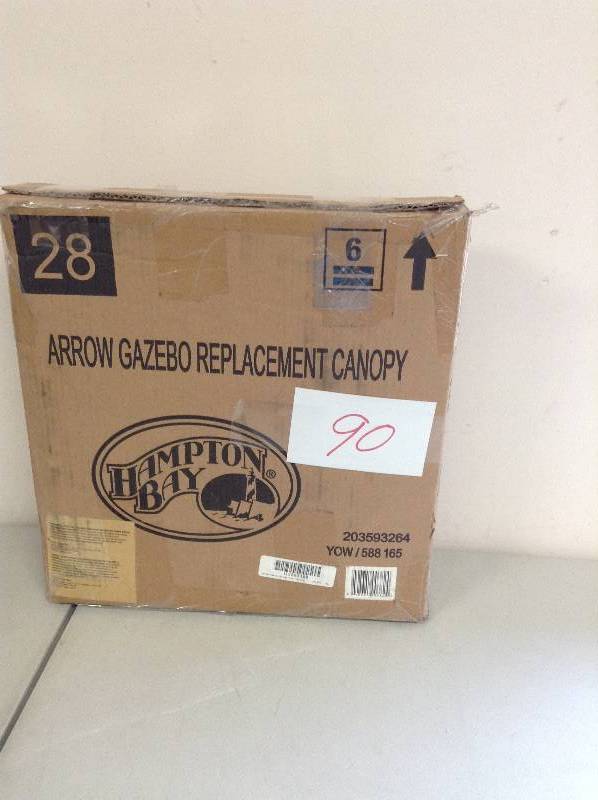 28
6
ARROW GAZEBO REPLACEMENT CANOPY
90
HAMPTON
BAY ®
203593264
YOW / 588 165